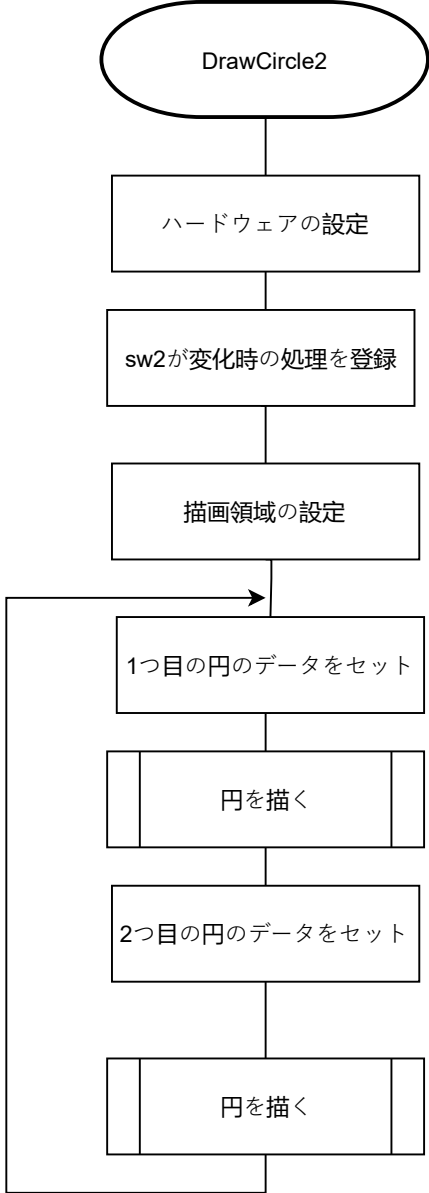 DrawCircle2
ハードウェアの設定
sw2が変化時の処理を登録
描画領域の設定
1つ目の円のデータをセット
円を描く
2つ目の円のデータをセット
円を描く